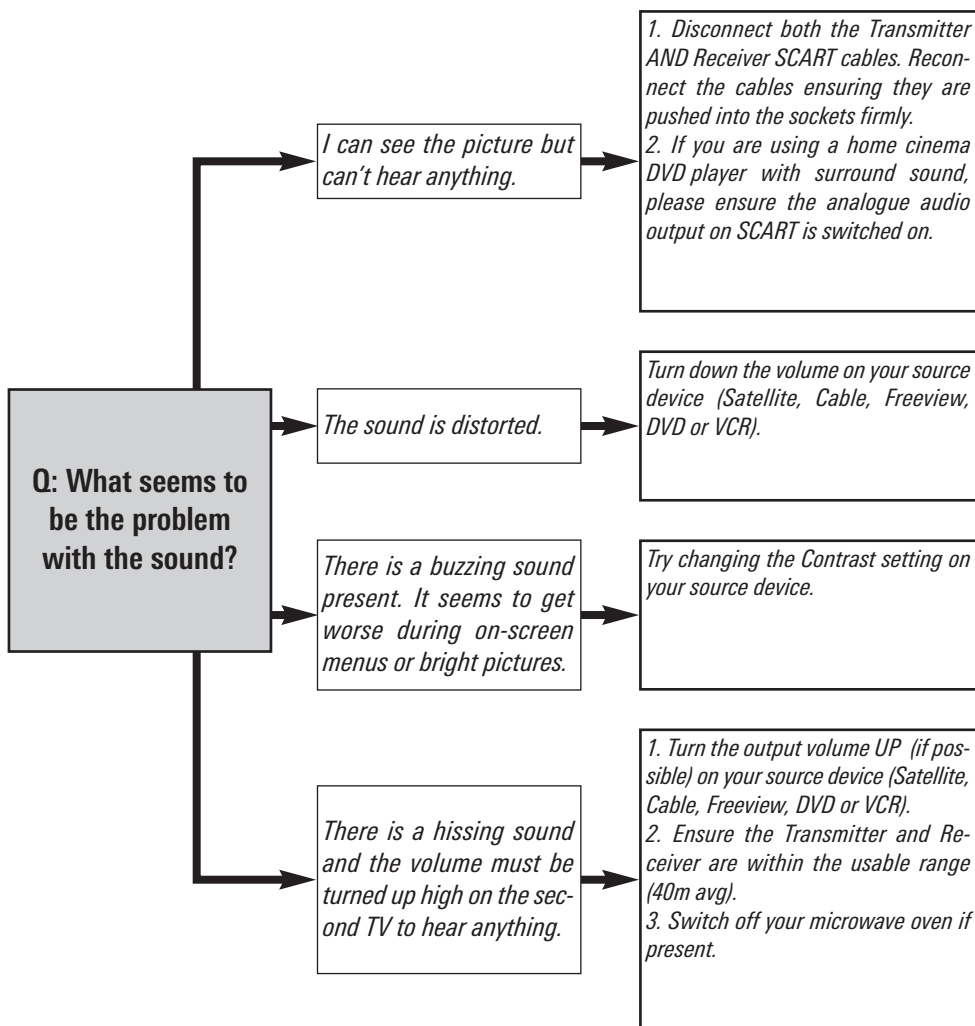 Q: What seems to
be the problem
with the sound?
I can see the picture but
can't hear anything.
1. Disconnect both the Transmitter
AND Receiver SCART cables. Recon-
nect the cables ensuring they are
pushed into the sockets firmly.
2. If you are using a home cinema
DVD player with surround sound,
please ensure the analogue audio
output on SCART is switched on.
The sound is distorted.
Turn down the volume on your source
device (Satellite, Cable, Freeview,
DVD or VCR).
There is a buzzing sound
present. It seems to get
worse during on-screen
menus or bright pictures.
Try changing the Contrast setting on
your source device.
There is a hissing sound
and the volume must be
turned up high on the sec-
ond TV to hear anything.
1. Turn the output volume UP (if pos-
sible) on your source device (Satellite,
Cable, Freeview, DVD or VCR).
2. Ensure the Transmitter and Re-
ceiver are within the usable range
(40m avg).
3. Switch off your microwave oven if
present.